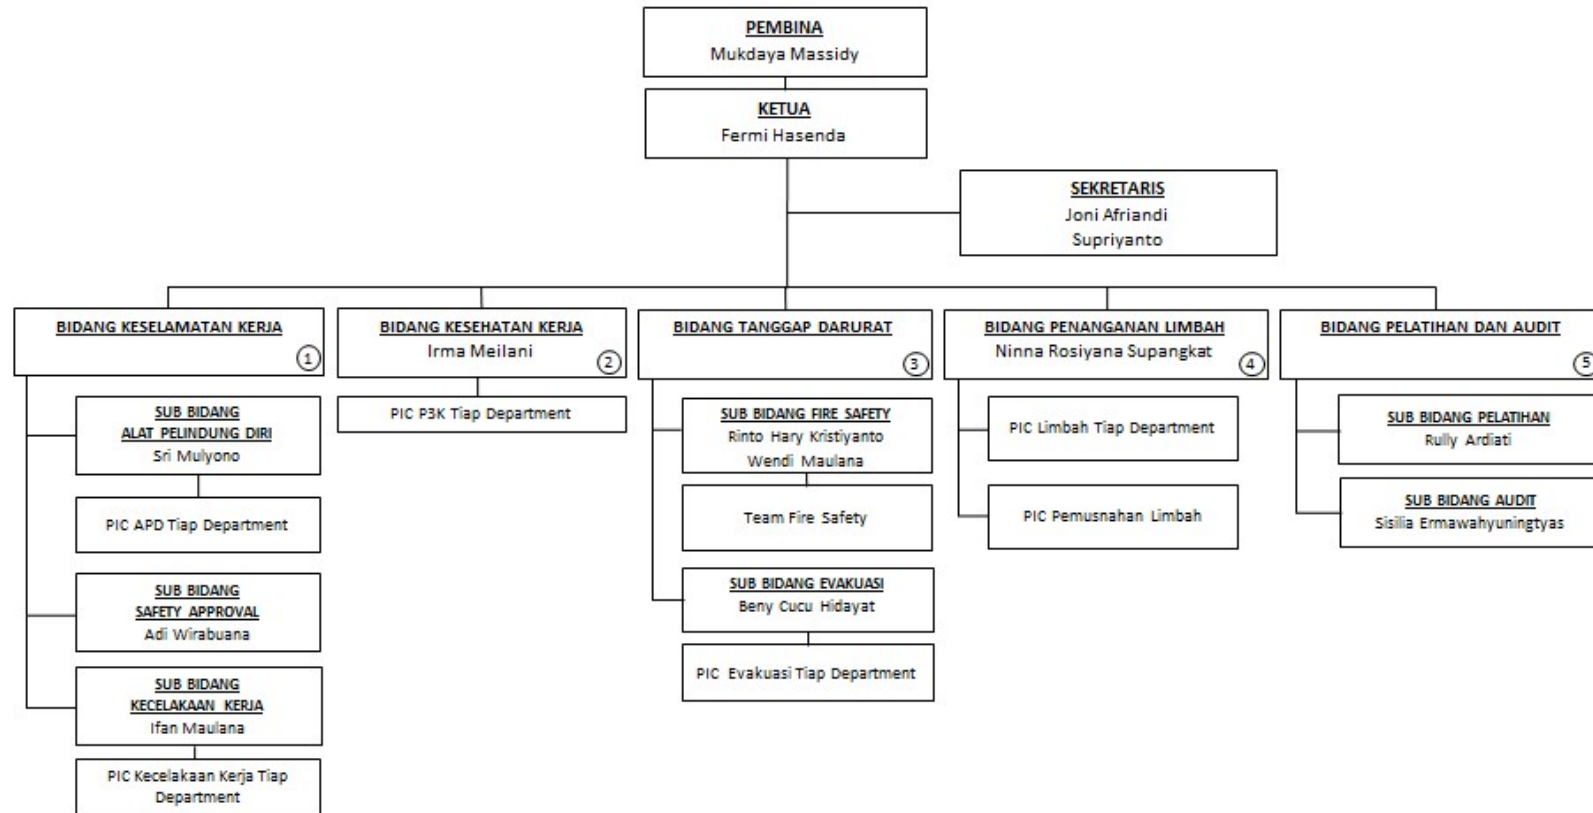 PEMBINA
Mukdaya Massidy
KETUA
Fermi Hasenda
SEKRETARIS
Joni Afriandi
Supriyanto
BIDANG KESELAMATAN KERJA
1
SUB BIDANG
ALAT PELINDUNG DIRI
Sri Mulyono
PIC APD Tiap Department
SUB BIDANG
SAFETY APPROVAL
Adi Wirabuana
SUB BIDANG
KECELAKAAN KERJA
Ifan Maulana
PIC Kecelakaan Kerja Tiap
Department
BIDANG KESEHATAN KERJA
Irma Meilani
2
PIC P3K Tiap Department
BIDANG TANGGAP DARURAT
3
SUB BIDANG FIRE SAFETY
Rinto Hary Kristiyanto
Wendi Maulana
Team Fire Safety
SUB BIDANG EVAKUASI
Beny Cucu Hidayat
PIC Evakuasi Tiap Department
BIDANG PENANGANAN LIMBAH
Ninna Rosiyana Supangkat
4
PIC Limbah Tiap Department
PIC Pemusnahan Limbah
BIDANG PELATIHAN DAN AUDIT
5
SUB BIDANG PELATIHAN
Rully Ardiati
SUB BIDANG AUDIT
Sisilia Ermawahyuningtyas